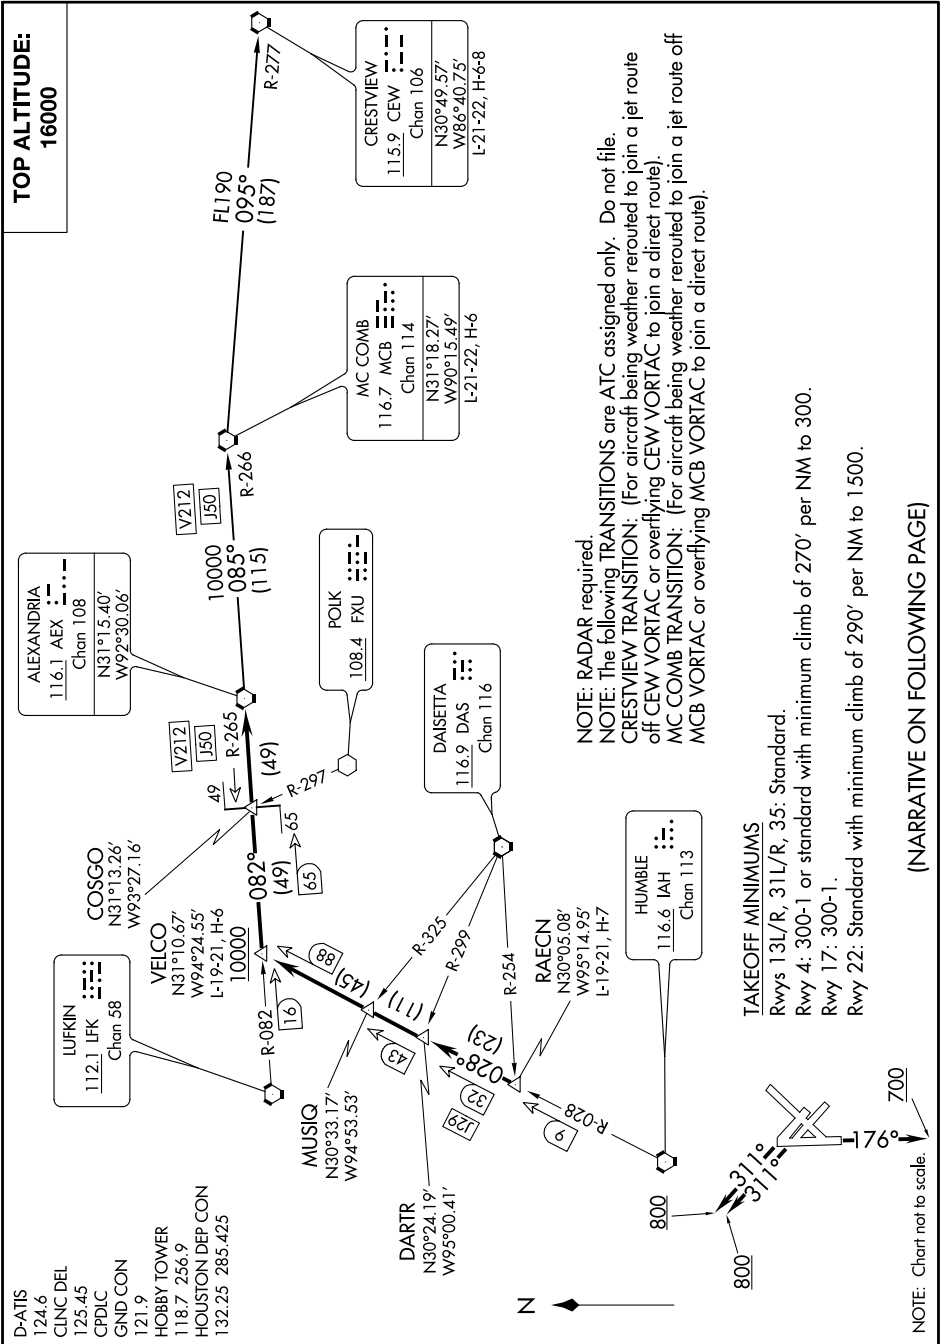 TOP ALTITUDE:
16000
D-ATIS
124.6
CLNC DEL
125.45
CPDLC
GND CON
121.9
HOBBY TOWER
118.7 256.9
HOUSTON DEP CON
132.25 285.425
LUFKIN
112.1 LFK
Chan 58
R-082
16
VELCO
N31°10.67'
W94°24.55'
L-19-21, H-6
10000
COSGO
N31°13.26'
W93°27.16'
082°
(49)
65
49
65
R-297
V212
J50
R-265
(49)
ALEXANDRIA
116.1 AEX
Chan 108
N31°15.40'
W92°30.06'
POLK
108.4 FXU
10000
085°
(115)
V212
J50
R-266
MC COMB
116.7 MCB
Chan 114
N31°18.27'
W90°15.49'
L-21-22, H-6
FL190
095°
(187)
R-277
CRESTVIEW
115.9 CEW
Chan 106
N30°49.57'
W86°40.75'
L-21-22, H-6-8
MUSIQ
N30°33.17'
W94°53.53'
88
(45)
R-325
(11)
43
R-299
DARTR
N30°24.19'
W95°00.41'
DAISETTA
116.9 DAS
Chan 116
R-254
028°
(23)
32
J29
RAECN
N30°05.08'
W95°14.95'
L-19-21, H-7
9
R-028
HUMBLE
116.6 IAH
Chan 113
N
800
800
311°
311°
176°
700
NOTE: RADAR required.
NOTE: The following TRANSITIONS are ATC assigned only. Do not file.
CRESTVIEW TRANSITION: (For aircraft being weather rerouted to join a jet route
off CEW VORTAC or overflying CEW VORTAC to join a direct route).
MC COMB TRANSITION: (For aircraft being weather rerouted to join a jet route off
MCB VORTAC or overflying MCB VORTAC to join a direct route).
TAKEOFF MINIMUMS
Rwys 13L/R, 31L/R, 35: Standard.
Rwy 4: 300-1 or standard with minimum climb of 270' per NM to 300.
Rwy 17: 300-1.
Rwy 22: Standard with minimum climb of 290' per NM to 1500.
(NARRATIVE ON FOLLOWING PAGE)
NOTE: Chart not to scale.